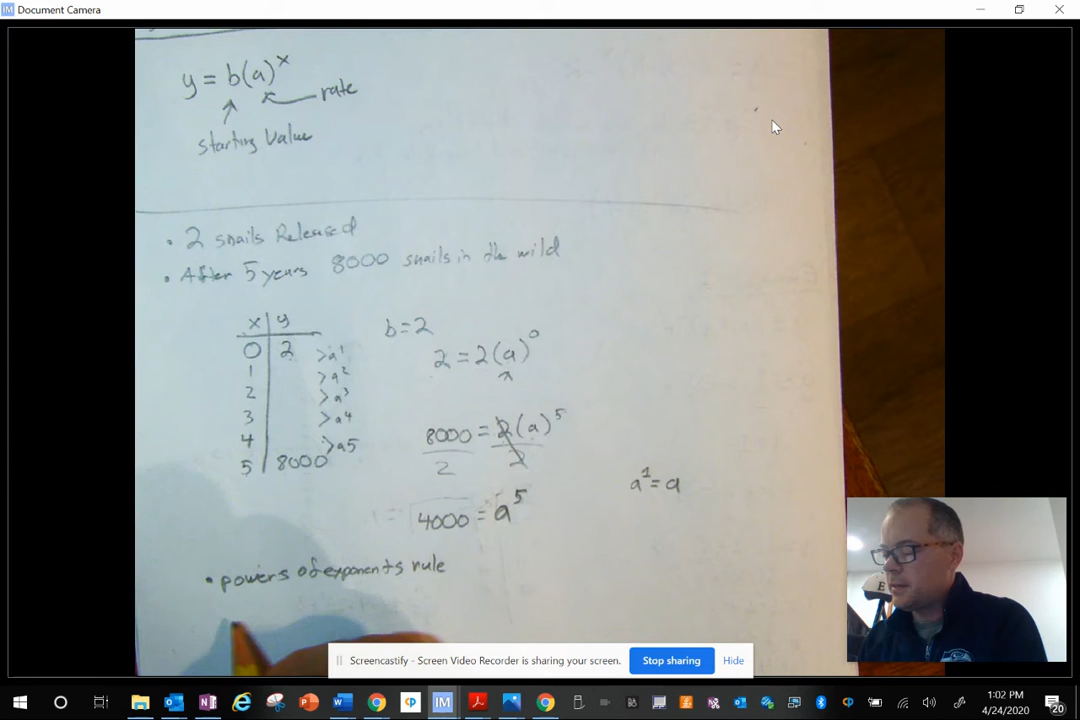 Document Camera
y = b(a)^x
rate
starting Value
• 2 snails Released
• After 5 years 8000 snails in the wild
x | y
0 | 2
1
2
3
4
5 | 8000
>a^1
>a^2
>a^3
>a^4
>a5
b=2
2 = 2(a)^0
x
8000 = 2(a)^5
2 2
4000 = a^5
a^1 = a
• powers of exponents rule
E
Screencastify - Screen Video Recorder is sharing your screen.
Stop sharing
Hide
1:02 PM
4/24/2020
20